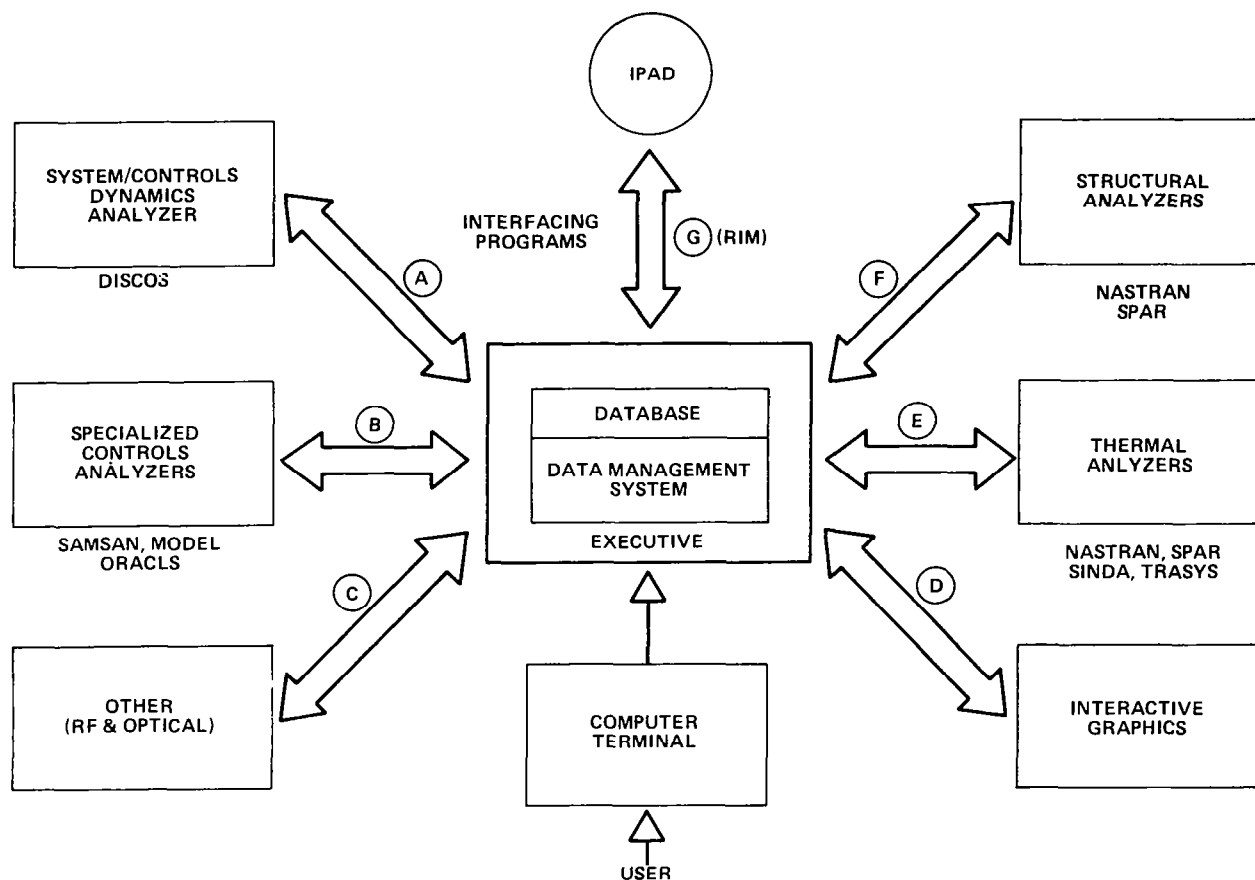 IPAD
SYSTEM/CONTROLS
DYNAMICS
ANALYZER
DISCOS
A
INTERFACING
PROGRAMS
G (RIM)
F
STRUCTURAL
ANALYZERS
NASTRAN
SPAR
SPECIALIZED
CONTROLS
ANALYZERS
SAMSAN, MODEL
ORACLS
B
DATABASE
DATA MANAGEMENT
SYSTEM
EXECUTIVE
E
THERMAL
ANLYZERS
NASTRAN, SPAR
SINDA, TRASYS
C
D
OTHER
(RF & OPTICAL)
COMPUTER
TERMINAL
INTERACTIVE
GRAPHICS
USER